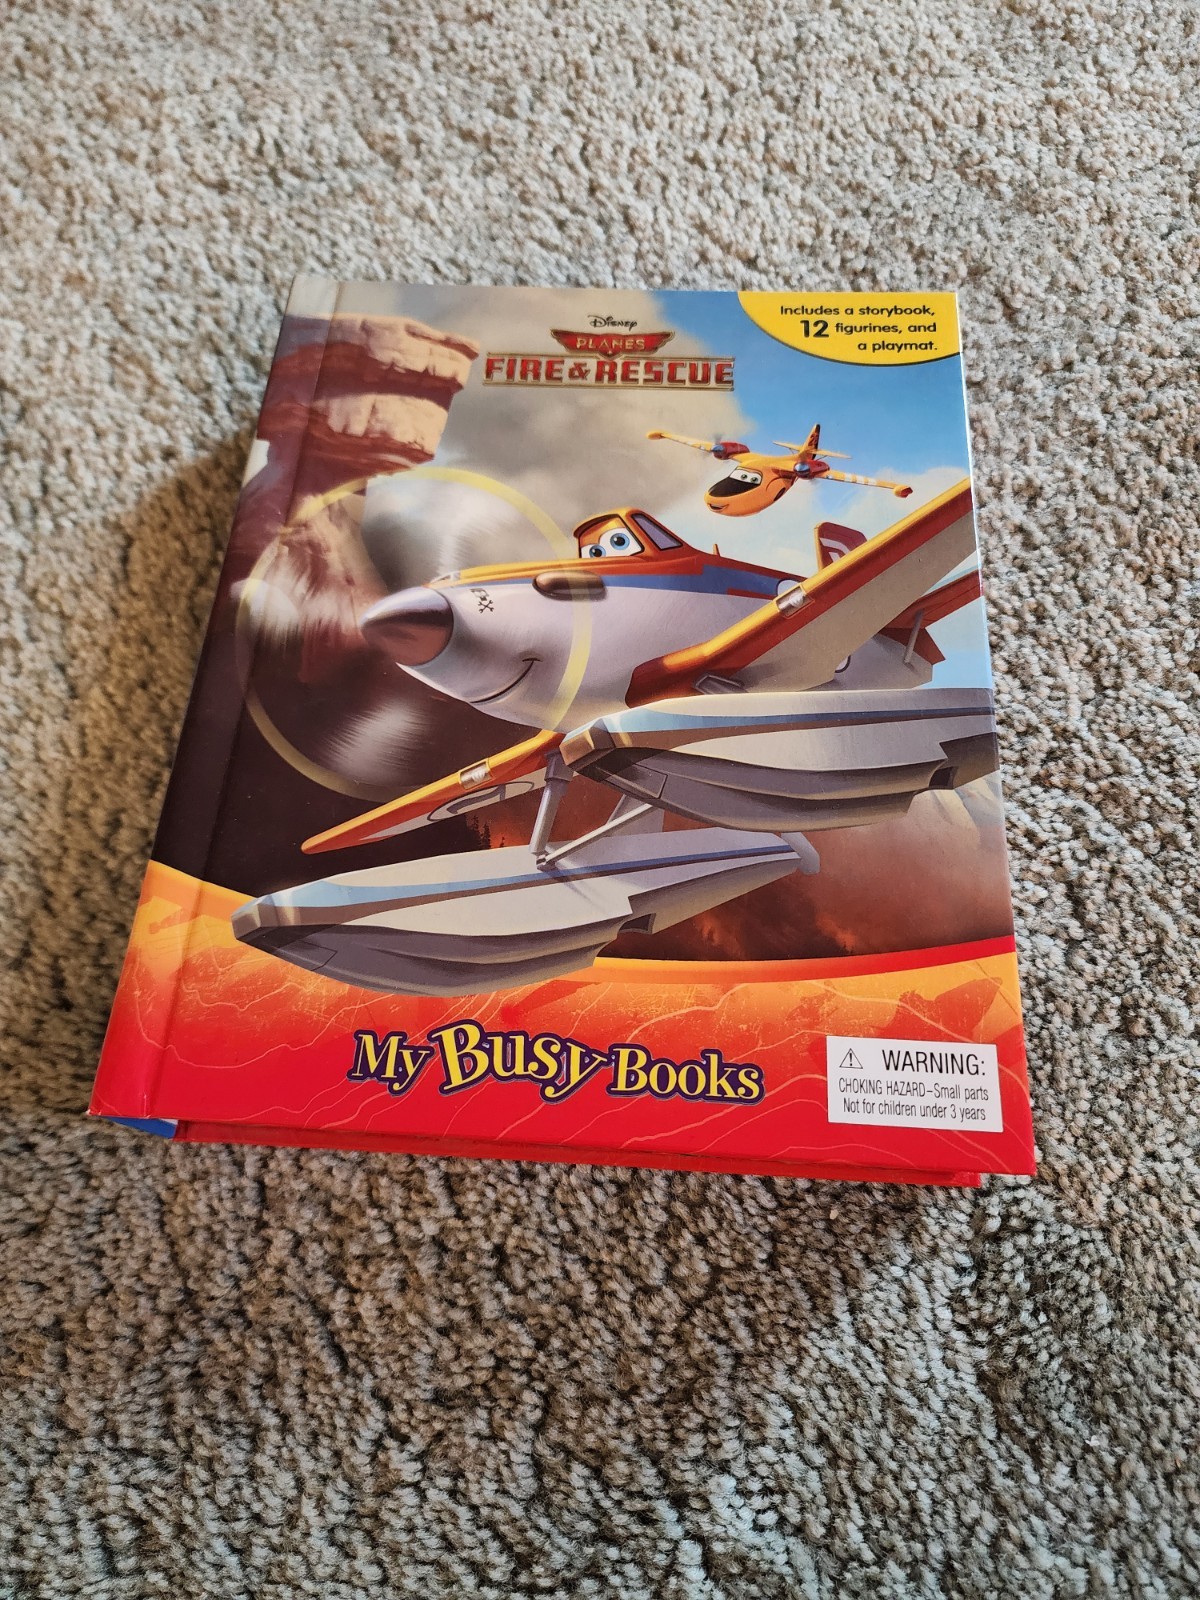 Includes a storybook,
12 figurines, and
a playmat.
Disney
PLANES
FIRE & RESCUE
My Busy Books
WARNING:
CHOKING HAZARD–Small parts
Not for children under 3 years